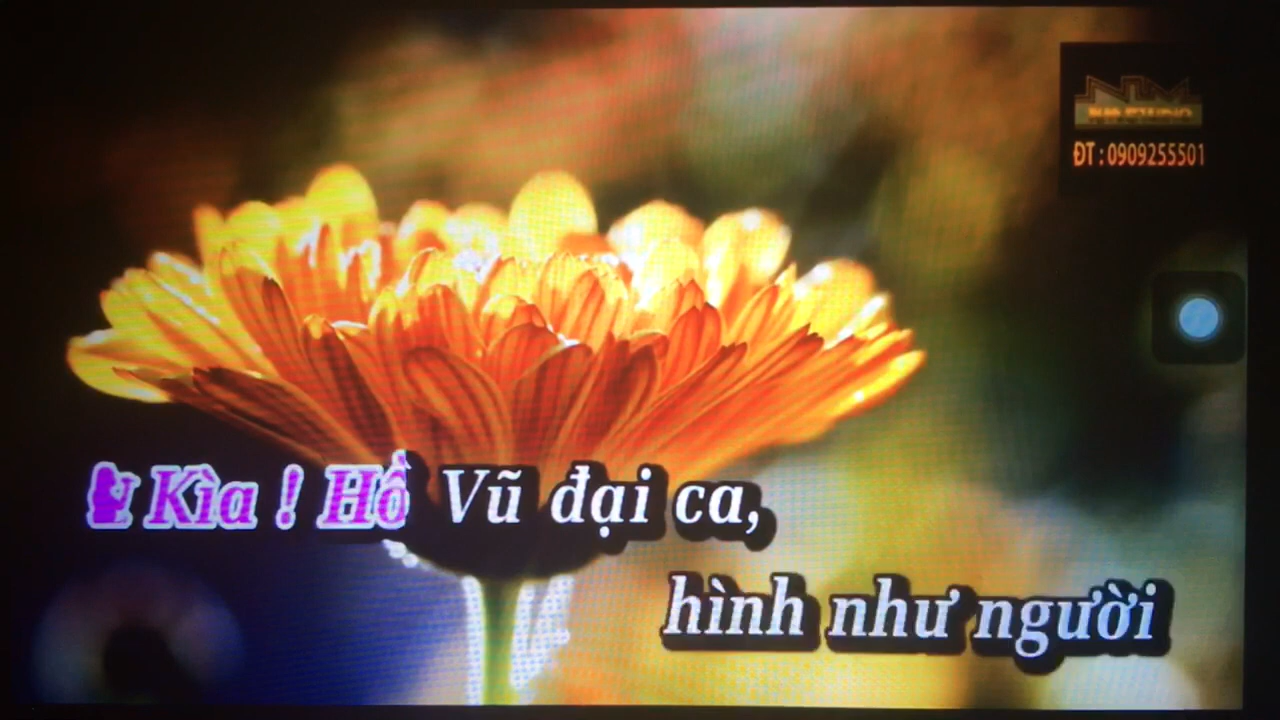 ĐT : 0909255501
Kìa ! Hồ Vũ đại ca,
hình như người